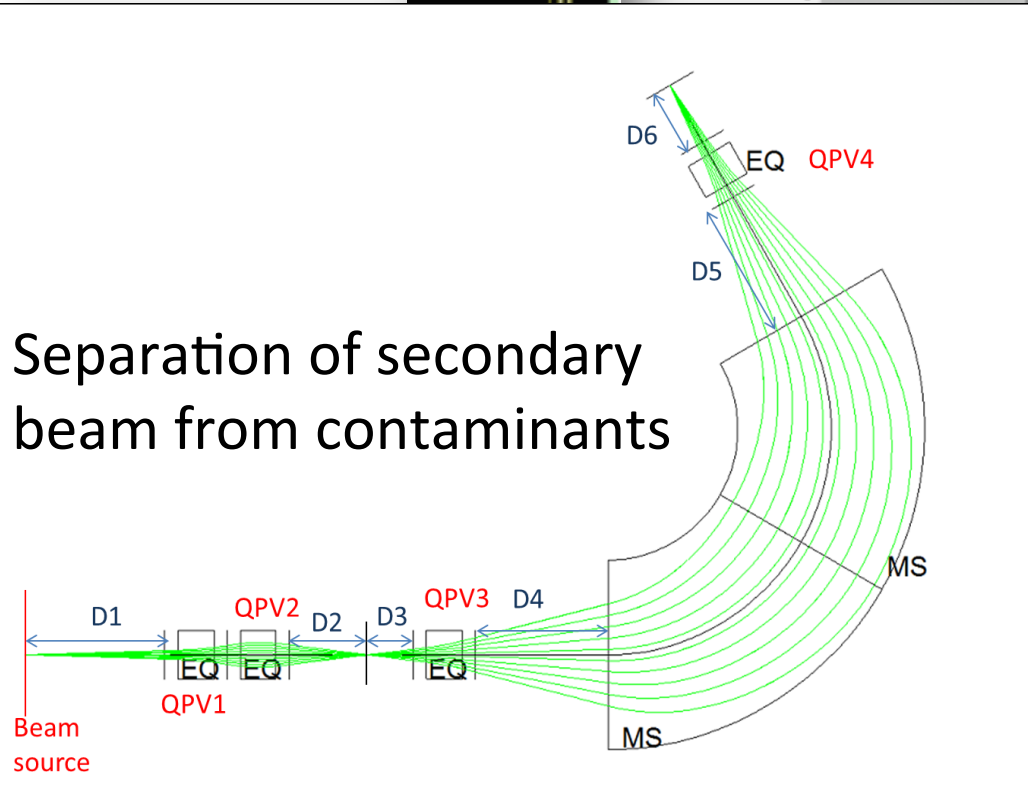 D6
EQ QPV4
D5
Separation of secondary
beam from contaminants
MS
D1
QPV2
D2
D3
QPV3
D4
EQ
EQ
EQ
QPV1
Beam
source
MS